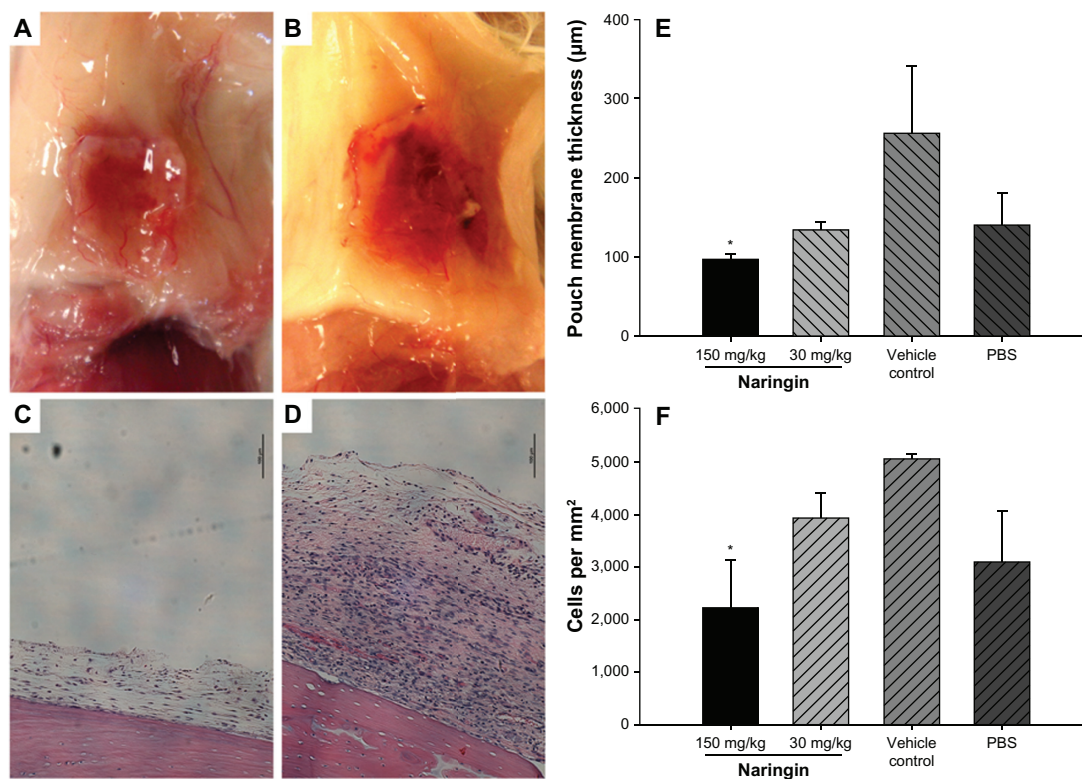 A
B
C
D
E
Pouch membrane thickness (µm)
400
300
200
100
0
*
150 mg/kg
30 mg/kg
Vehicle
control
PBS
Naringin
F
Cells per mm²
6,000
5,000
4,000
3,000
2,000
1,000
0
*
150 mg/kg
30 mg/kg
Vehicle
control
PBS
Naringin